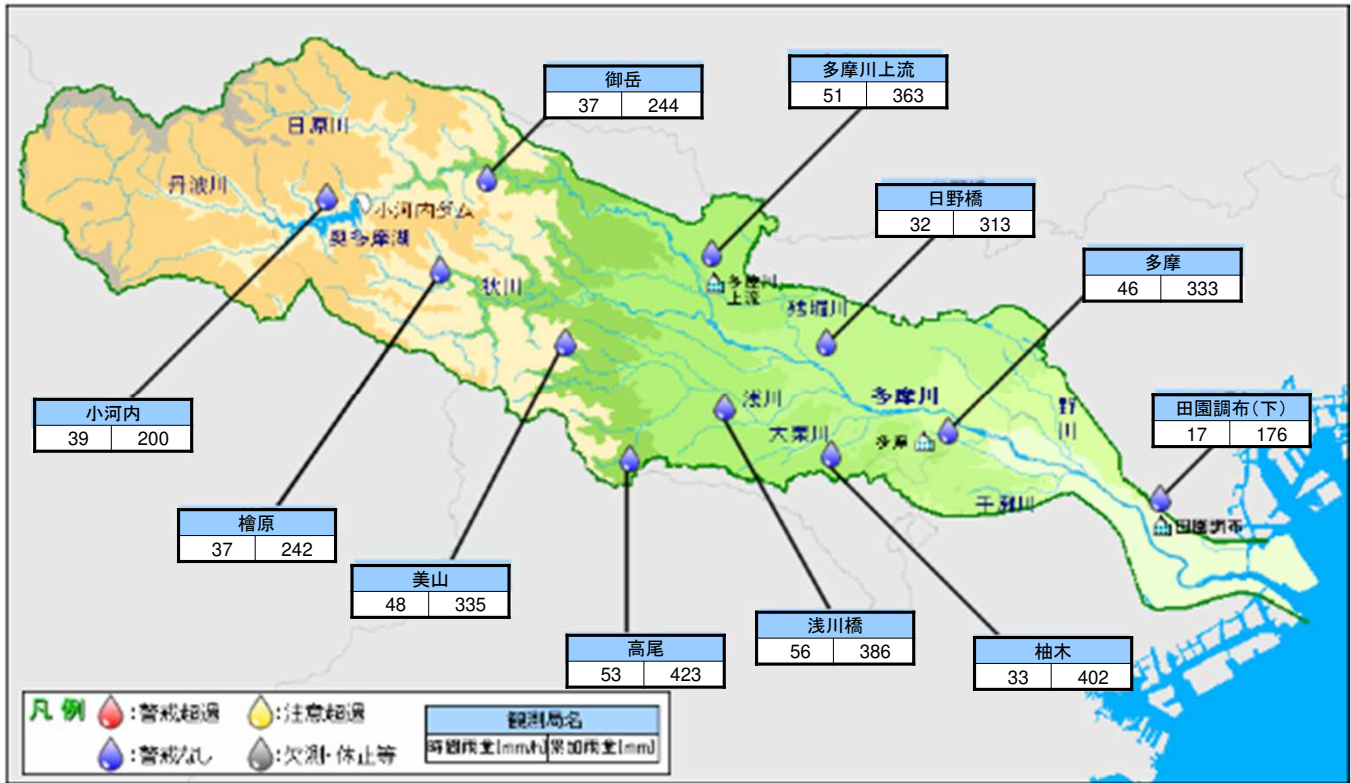 御岳
37 244
多摩川上流
51 363
日原川
丹波川
小河内ダム
奥多摩湖
秋川
多摩川
上流
残堀川
日野橋
32 313
多摩
46 333
小河内
39 200
浅川
大栗川
多摩川
多摩
野川
田園調布(下)
17 176
田園調布
檜原
37 242
美山
48 335
高尾
53 423
浅川橋
56 386
柚木
33 402
凡例
:警戒超過
:注意超過
:警戒なし
:欠測・休止等
観測局名
時間雨量[mm/h] 累加雨量[mm]